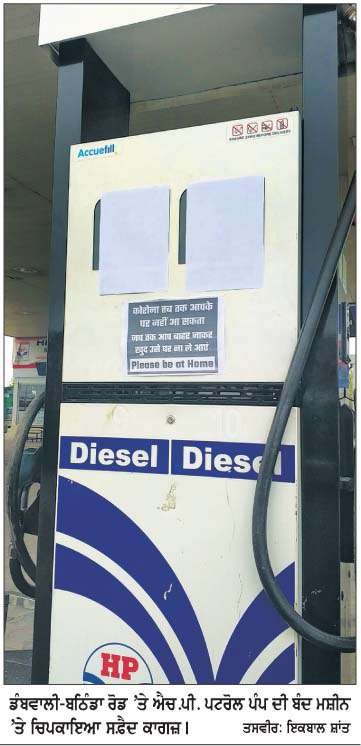 Accuefill
कोरोना तब तक आपके
घर नहीं आ सकता
जब तक आप बाहर जाकर
खुद उसे घर ना ले आएं
Please be at Home
Diesel Diesel
HP
ਡੰਬਵਾਲੀ-ਬਠਿੰਡਾ ਰੋਡ 'ਤੇ ਐਚ.ਪੀ. ਪਟਰੋਲ ਪੰਪ ਦੀ ਬੰਦ ਮਸ਼ੀਨ
'ਤੇ ਚਿਪਕਾਇਆ ਸਫ਼ੈਦ ਕਾਗਜ਼। ਤਸਵੀਰ: ਇਕਬਾਲ ਸ਼ਾਂਤ